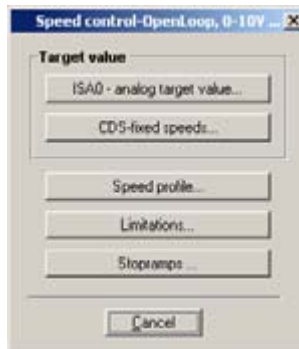 Speed control-OpenLoop, 0-10V ...
Target value
ISA0 - analog target value...
CDS-fixed speeds...
Speed profile...
Limitations...
Stopramps ...
Cancel